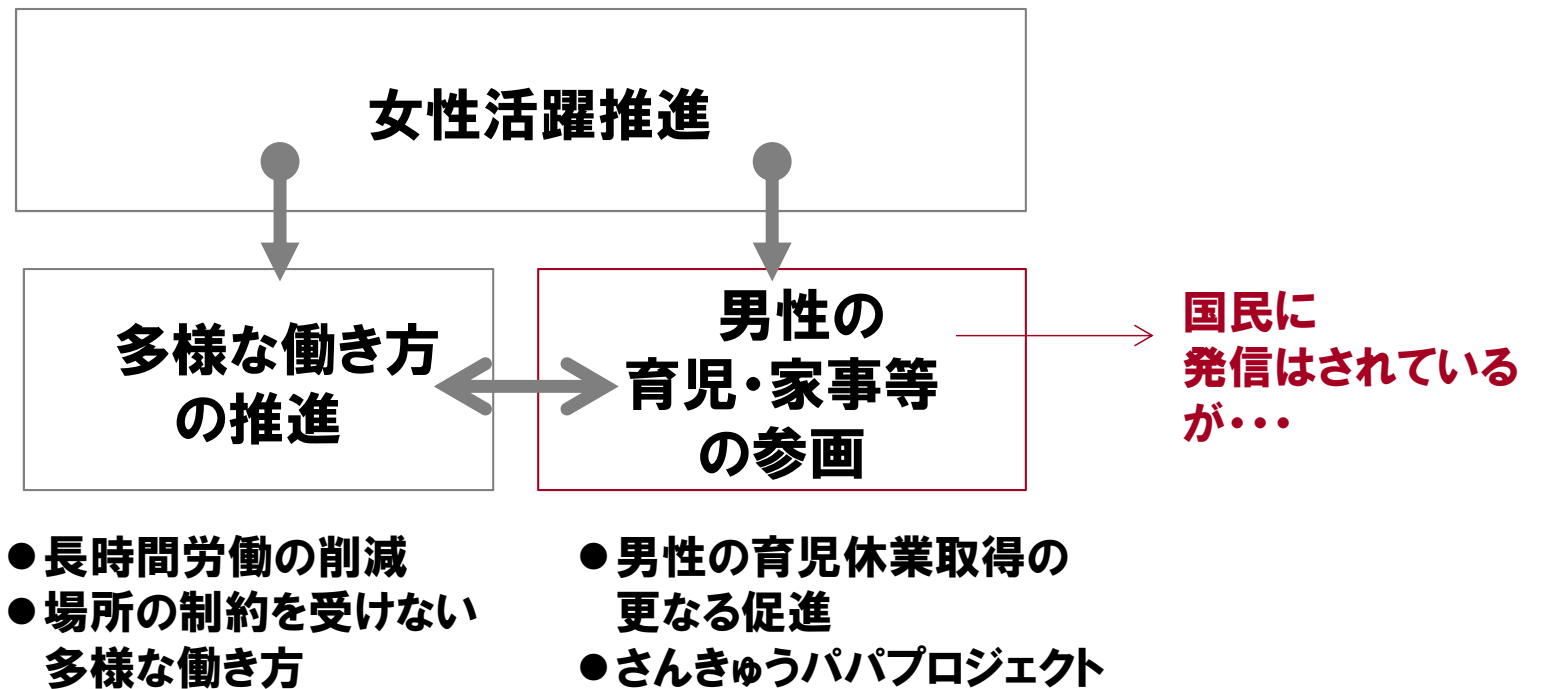 女性活躍推進
多様な働き方
の推進
男性の
育児・家事等
の参画
国民に
発信はされている
が・・・
●長時間労働の削減
●場所の制約を受けない
多様な働き方
●男性の育児休業取得の
更なる促進
●さんきゅうパパプロジェクト